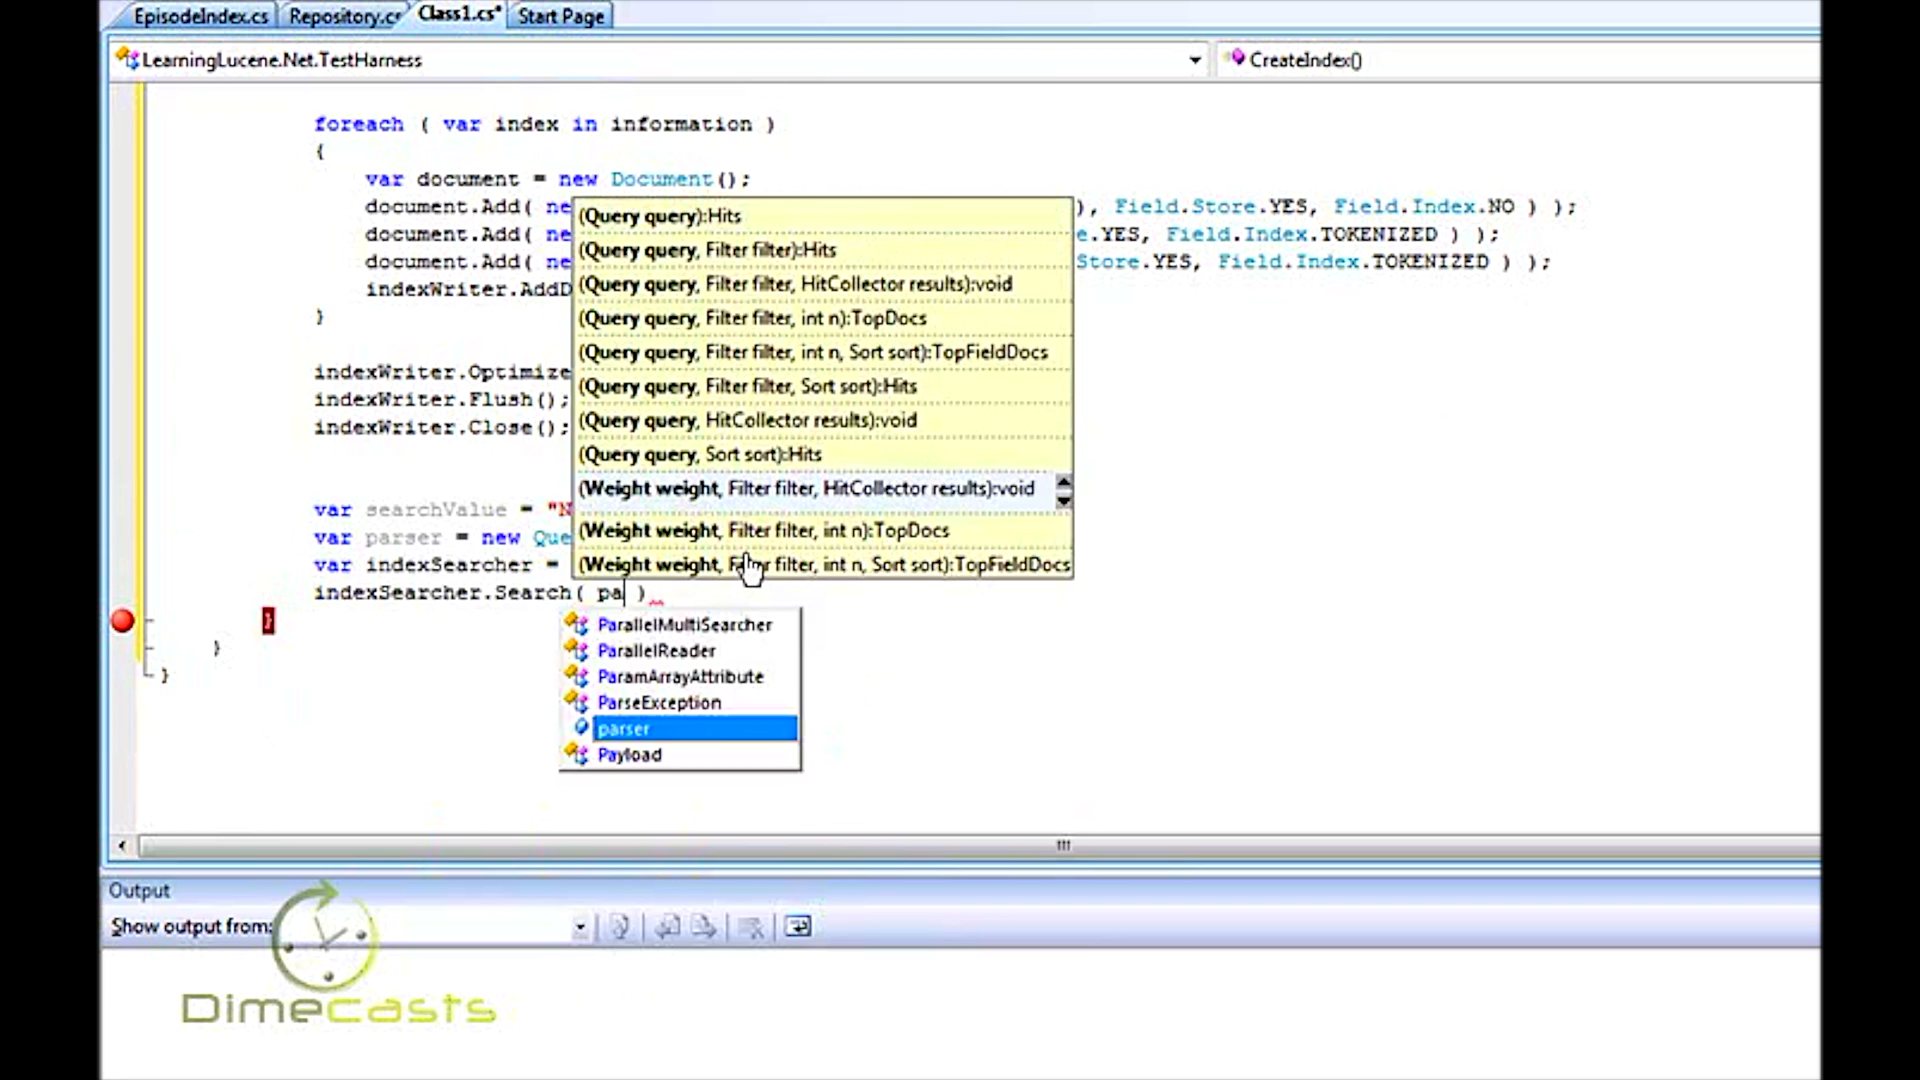 EpisodeIndex.cs Repository.cs Class1.cs* Start Page
LearningLucene.Net.TestHarness CreateIndex()
foreach ( var index in information )
{
var document = new Document();
document.Add( ne ), Field.Store.YES, Field.Index.NO ) );
document.Add( ne e.YES, Field.Index.TOKENIZED ) );
document.Add( ne Store.YES, Field.Index.TOKENIZED ) );
indexWriter.AddD
}
(Query query):Hits
(Query query, Filter filter):Hits
(Query query, Filter filter, HitCollector results):void
(Query query, Filter filter, int n):TopDocs
(Query query, Filter filter, int n, Sort sort):TopFieldDocs
(Query query, Filter filter, Sort sort):Hits
(Query query, HitCollector results):void
(Query query, Sort sort):Hits
(Weight weight, Filter filter, HitCollector results):void
(Weight weight, Filter filter, int n):TopDocs
(Weight weight, Filter filter, int n, Sort sort):TopFieldDocs
indexWriter.Optimize
indexWriter.Flush();
indexWriter.Close();
var searchValue = "N
var parser = new Que
var indexSearcher =
indexSearcher.Search( pa )
}
}
}
ParallelMultiSearcher
ParallelReader
ParamArrayAttribute
ParseException
parser
Payload
Output
Show output from:
Dimecasts